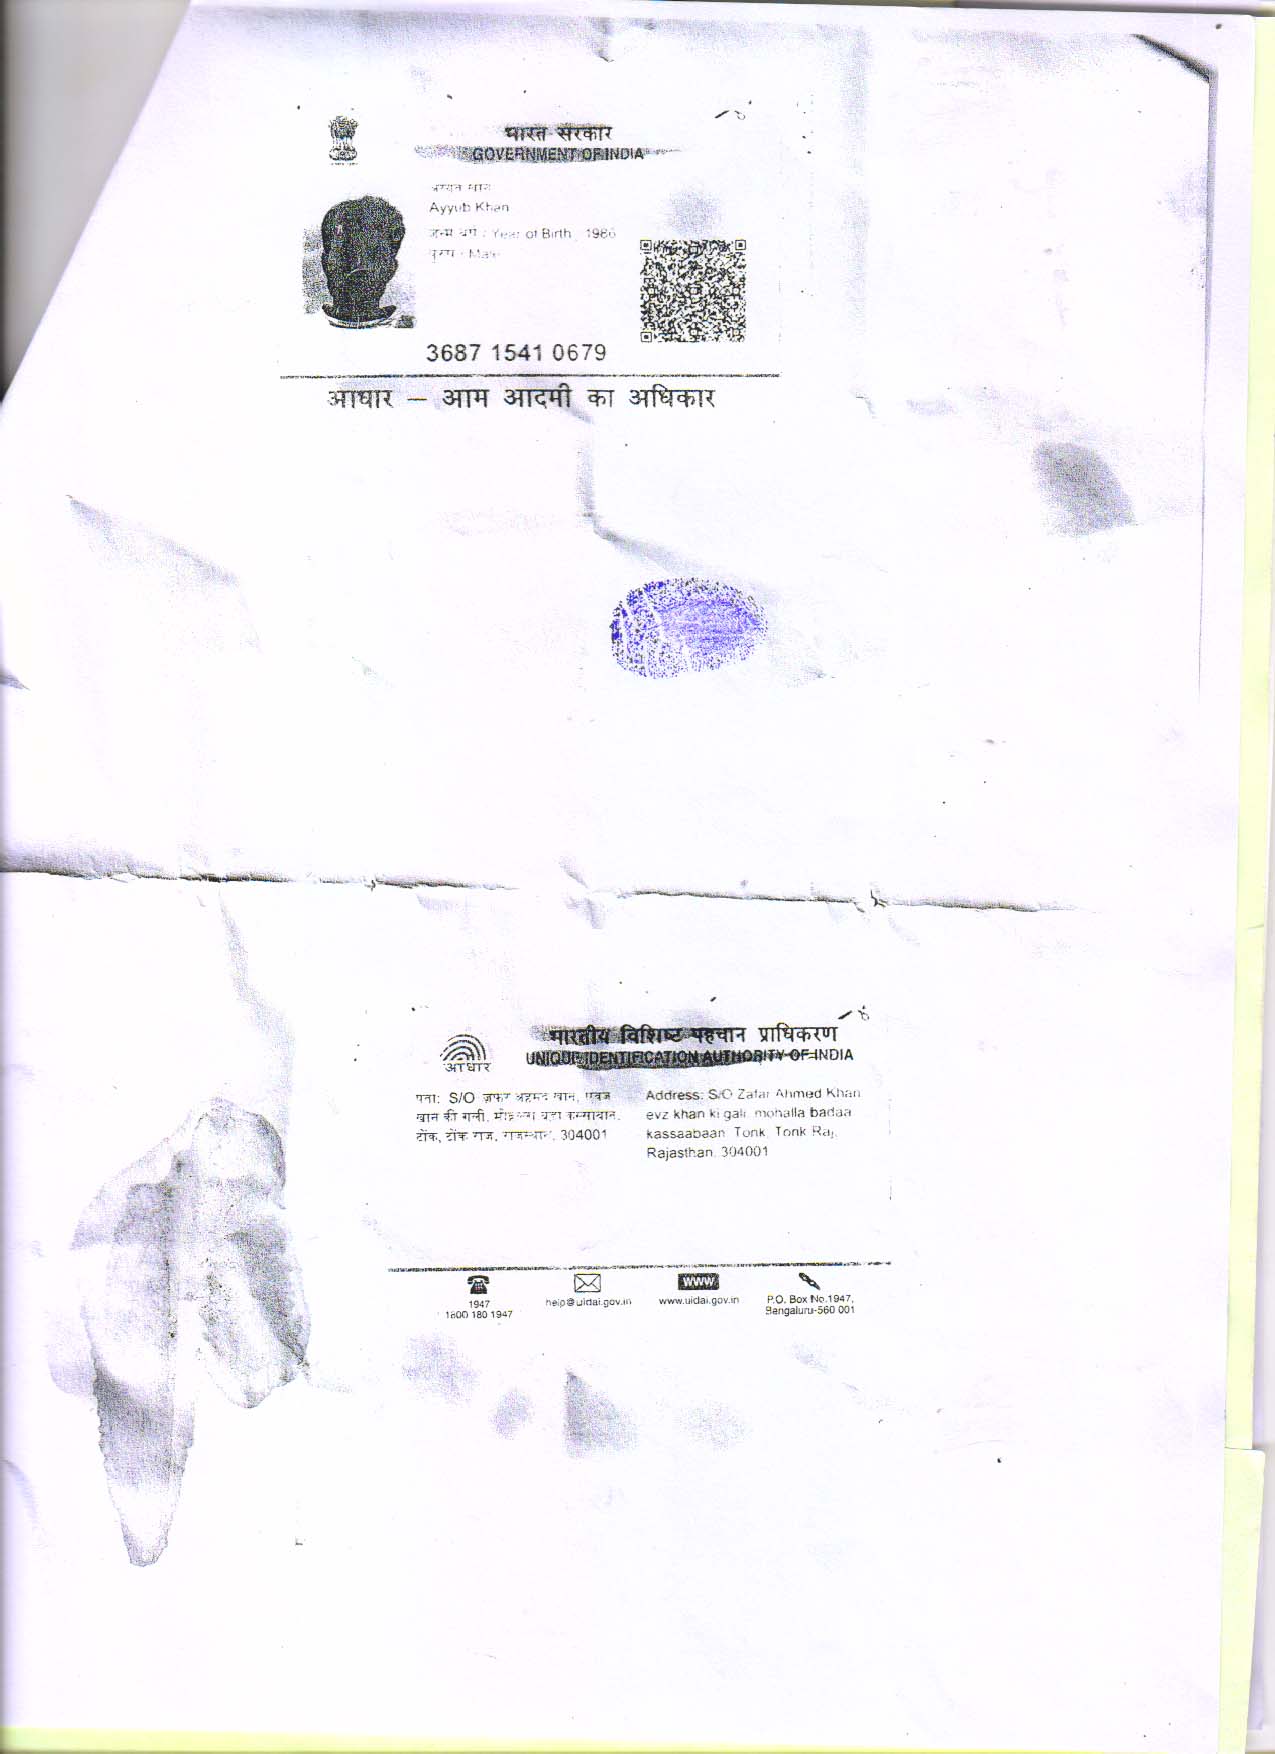 भारत सरकार
GOVERNMENT OF INDIA
Ayyub Khan
जन्म वर्ष : Year of Birth : 1986
पुरुष : Male
3687 1541 0679
आधार – आम आदमी का अधिकार
भारतीय विशिष्ट पहचान प्राधिकरण
UNIQUE IDENTIFICATION AUTHORITY OF INDIA
आधार
पता: S/O ज़फर अहमद खान, एवज
खान की गली, बड़ा कस्साबान,
टोंक, टोंक राज, राजस्थान, 304001
Address: S/O Zafar Ahmed Khan
evz khan ki gali, mohalla badaa
kassaabaan, Tonk, Tonk Raj,
Rajasthan, 304001
1947
1800 180 1947
help@uidai.gov.in
www
www.uidai.gov.in
P.O. Box No.1947,
Bengaluru-560 001